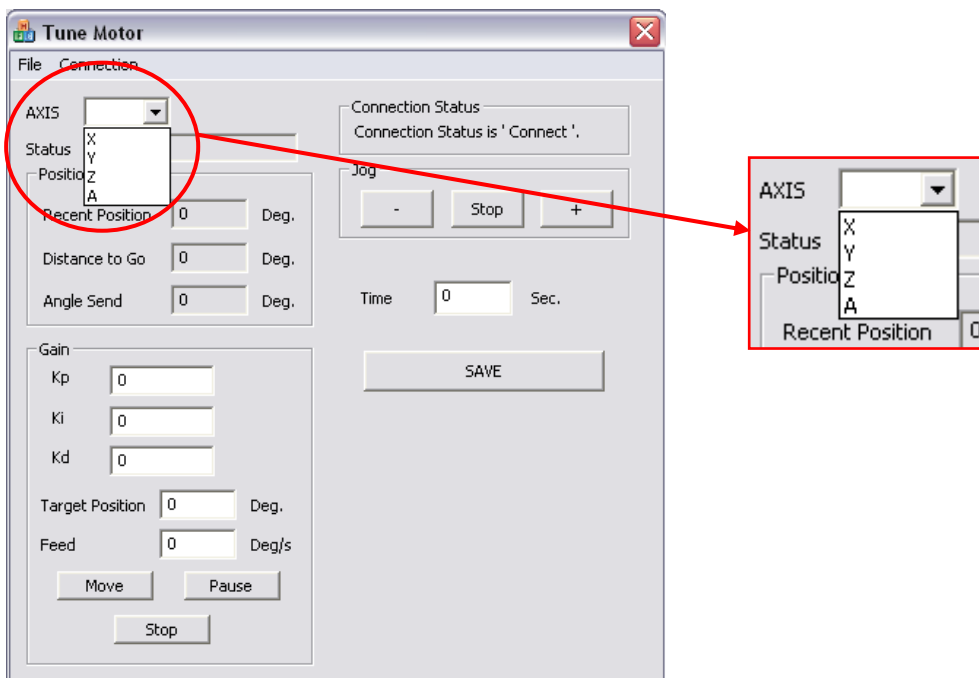 Tune Motor
File Connection
AXIS
X
Y
Z
A
Status
Positio
Recent Position 0 Deg.
Distance to Go 0 Deg.
Angle Send 0 Deg.
Gain
Kp 0
Ki 0
Kd 0
Target Position 0 Deg.
Feed 0 Deg/s
Move Pause
Stop
Connection Status
Connection Status is ' Connect '.
Jog
- Stop +
Time 0 Sec.
SAVE
AXIS
X
Status
Y
Positio
Z
A
Recent Position 0